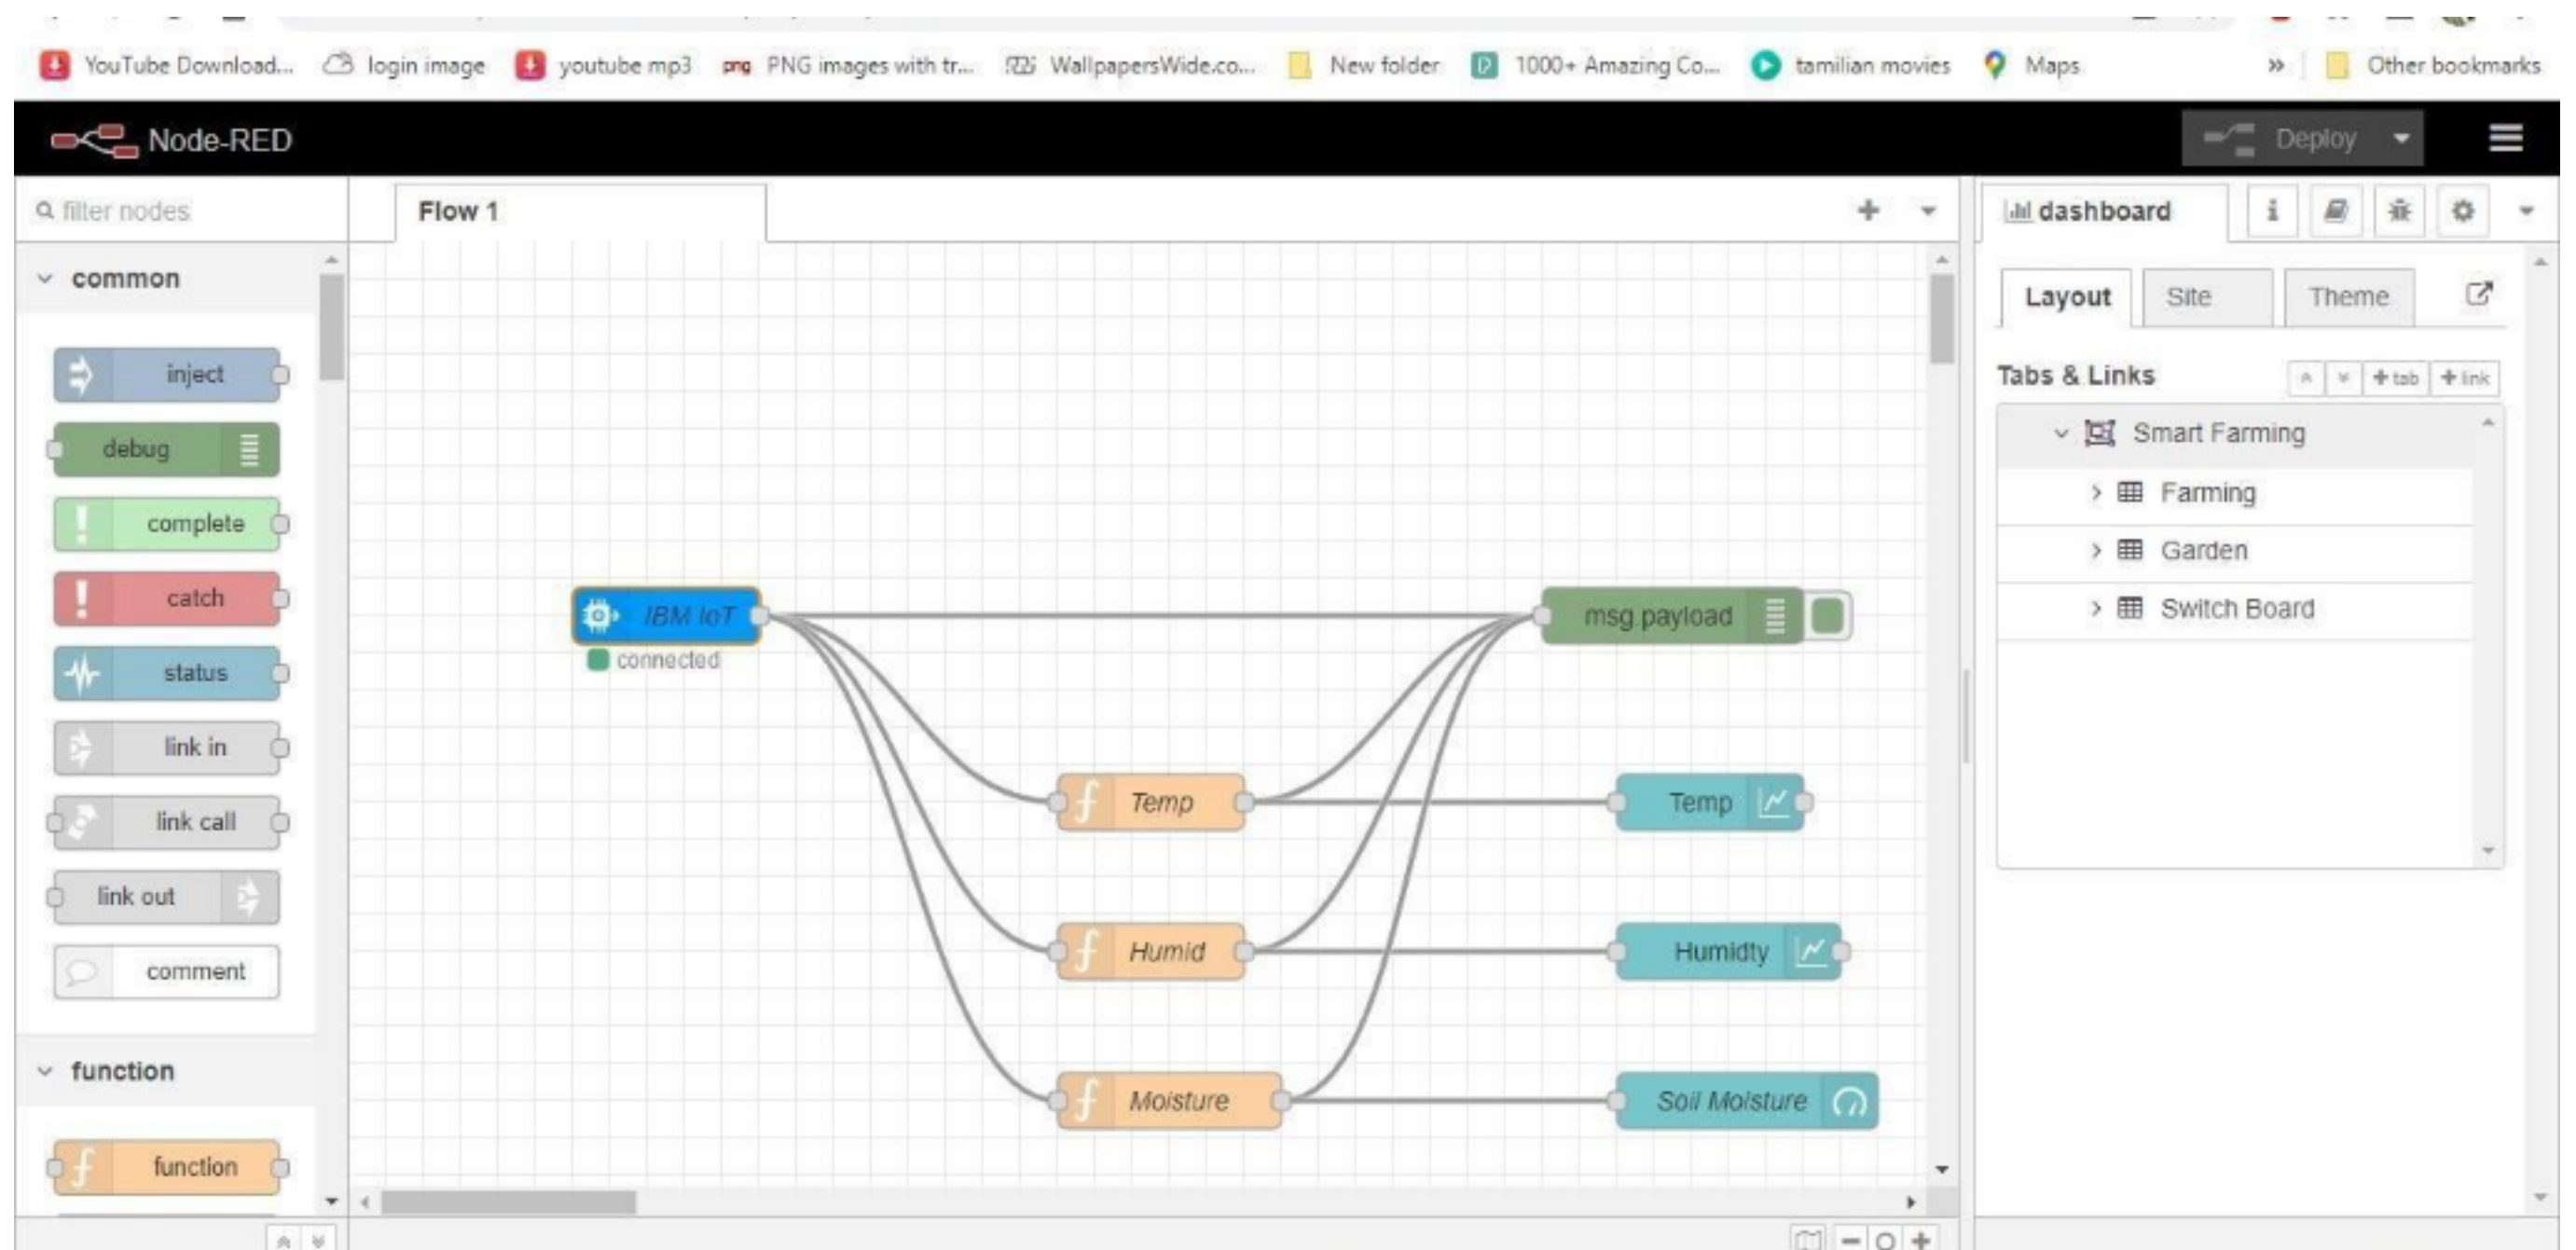 YouTube Download... login image youtube mp3 png PNG images with tr... WallpapersWide.co... New folder 1000+ Amazing Co... tamilian movies Maps » Other bookmarks
Node-RED Deploy
filter nodes Flow 1 dashboard
common
Layout Site Theme
Tabs & Links tab link
inject
Smart Farming
debug
Farming
complete
Garden
catch
Switch Board
IBM IoT msg.payload
connected
status
link in
link call
Temp Temp
link out
Humid Humidty
comment
function
Moisture Soil Moisture
function